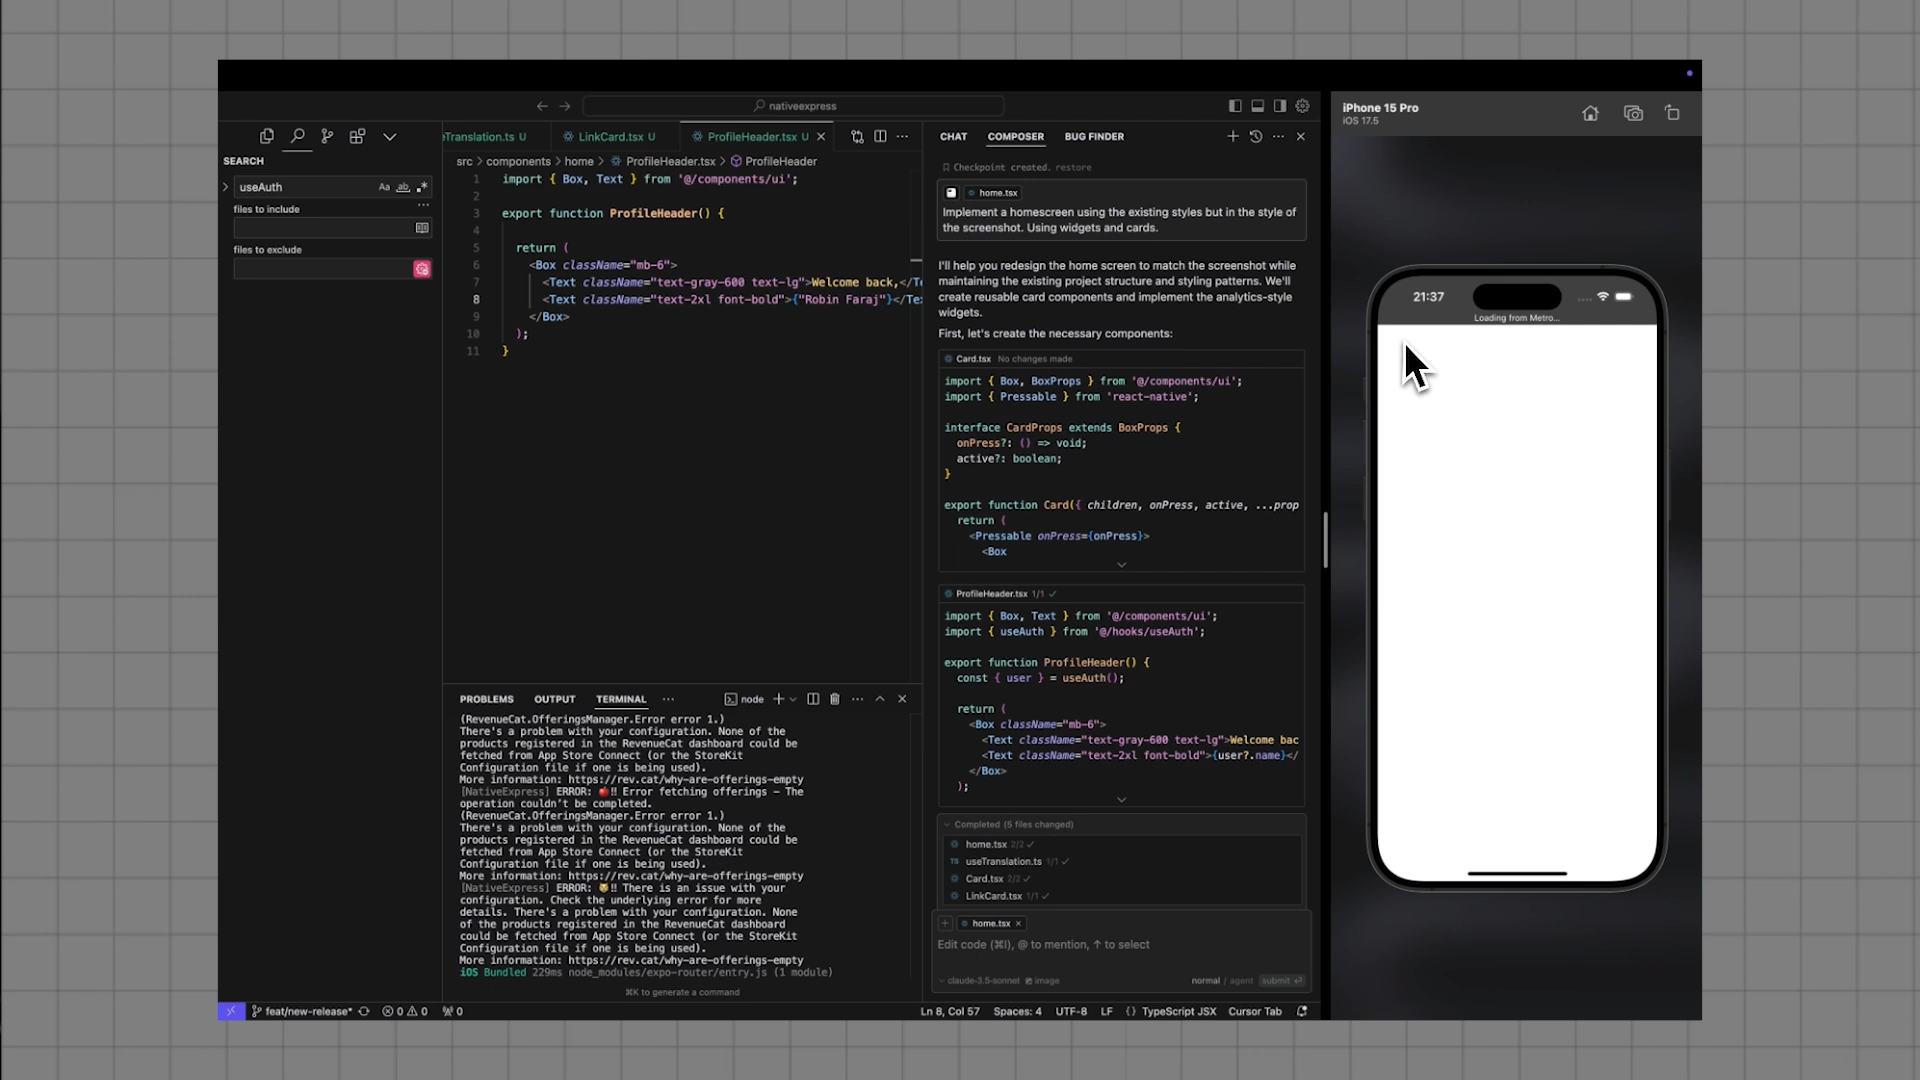 nativeexpress
SEARCH
useAuth
Aa
ab
files to include
files to exclude
eTranslation.ts U
LinkCard.tsx U
ProfileHeader.tsx U
src > components > home > ProfileHeader.tsx > ProfileHeader
1 import { Box, Text } from '@/components/ui';
2
3 export function ProfileHeader() {
4
5 return (
6 <Box className="mb-6">
7 <Text className="text-gray-600 text-lg">Welcome back,</Te
8 <Text className="text-2xl font-bold">{"Robin Faraj"}</Tex
9 </Box>
10 );
11 }
PROBLEMS OUTPUT TERMINAL
node
(RevenueCat.OfferingsManager.Error error 1.)
There's a problem with your configuration. None of the
products registered in the RevenueCat dashboard could be
fetched from App Store Connect (or the StoreKit
Configuration file if one is being used).
More information: https://rev.cat/why-are-offerings-empty
[NativeExpress] ERROR: 🍎‼️ Error fetching offerings – The
operation couldn't be completed.
(RevenueCat.OfferingsManager.Error error 1.)
There's a problem with your configuration. None of the
products registered in the RevenueCat dashboard could be
fetched from App Store Connect (or the StoreKit
Configuration file if one is being used).
More information: https://rev.cat/why-are-offerings-empty
[NativeExpress] ERROR: 😿‼️ There is an issue with your
configuration. Check the underlying error for more
details. There's a problem with your configuration. None
of the products registered in the RevenueCat dashboard
could be fetched from App Store Connect (or the StoreKit
Configuration file if one is being used).
More information: https://rev.cat/why-are-offerings-empty
iOS Bundled 229ms node_modules/expo-router/entry.js (1 module)
⌘K to generate a command
CHAT COMPOSER BUG FINDER
Checkpoint created. restore
home.tsx
Implement a homescreen using the existing styles but in the style of
the screenshot. Using widgets and cards.
I'll help you redesign the home screen to match the screenshot while
maintaining the existing project structure and styling patterns. We'll
create reusable card components and implement the analytics-style
widgets.
First, let's create the necessary components:
Card.tsx No changes made
import { Box, BoxProps } from '@/components/ui';
import { Pressable } from 'react-native';
interface CardProps extends BoxProps {
onPress?: () => void;
active?: boolean;
}
export function Card({ children, onPress, active, ...prop
return (
<Pressable onPress={onPress}>
<Box
ProfileHeader.tsx 1/1 ✓
import { Box, Text } from '@/components/ui';
import { useAuth } from '@/hooks/useAuth';
export function ProfileHeader() {
const { user } = useAuth();
return (
<Box className="mb-6">
<Text className="text-gray-600 text-lg">Welcome bac
<Text className="text-2xl font-bold">{user?.name}</
</Box>
);
Completed (5 files changed)
home.tsx 2/2 ✓
TS useTranslation.ts 1/1 ✓
Card.tsx 2/2 ✓
LinkCard.tsx 1/1 ✓
home.tsx ×
Edit code (⌘I), @ to mention, ↑ to select
claude-3.5-sonnet image
normal / agent submit ⏎
iPhone 15 Pro
iOS 17.5
21:37
Loading from Metro...
feat/new-release* 0 0 0
Ln 8, Col 57 Spaces: 4 UTF-8 LF {} TypeScript JSX Cursor Tab